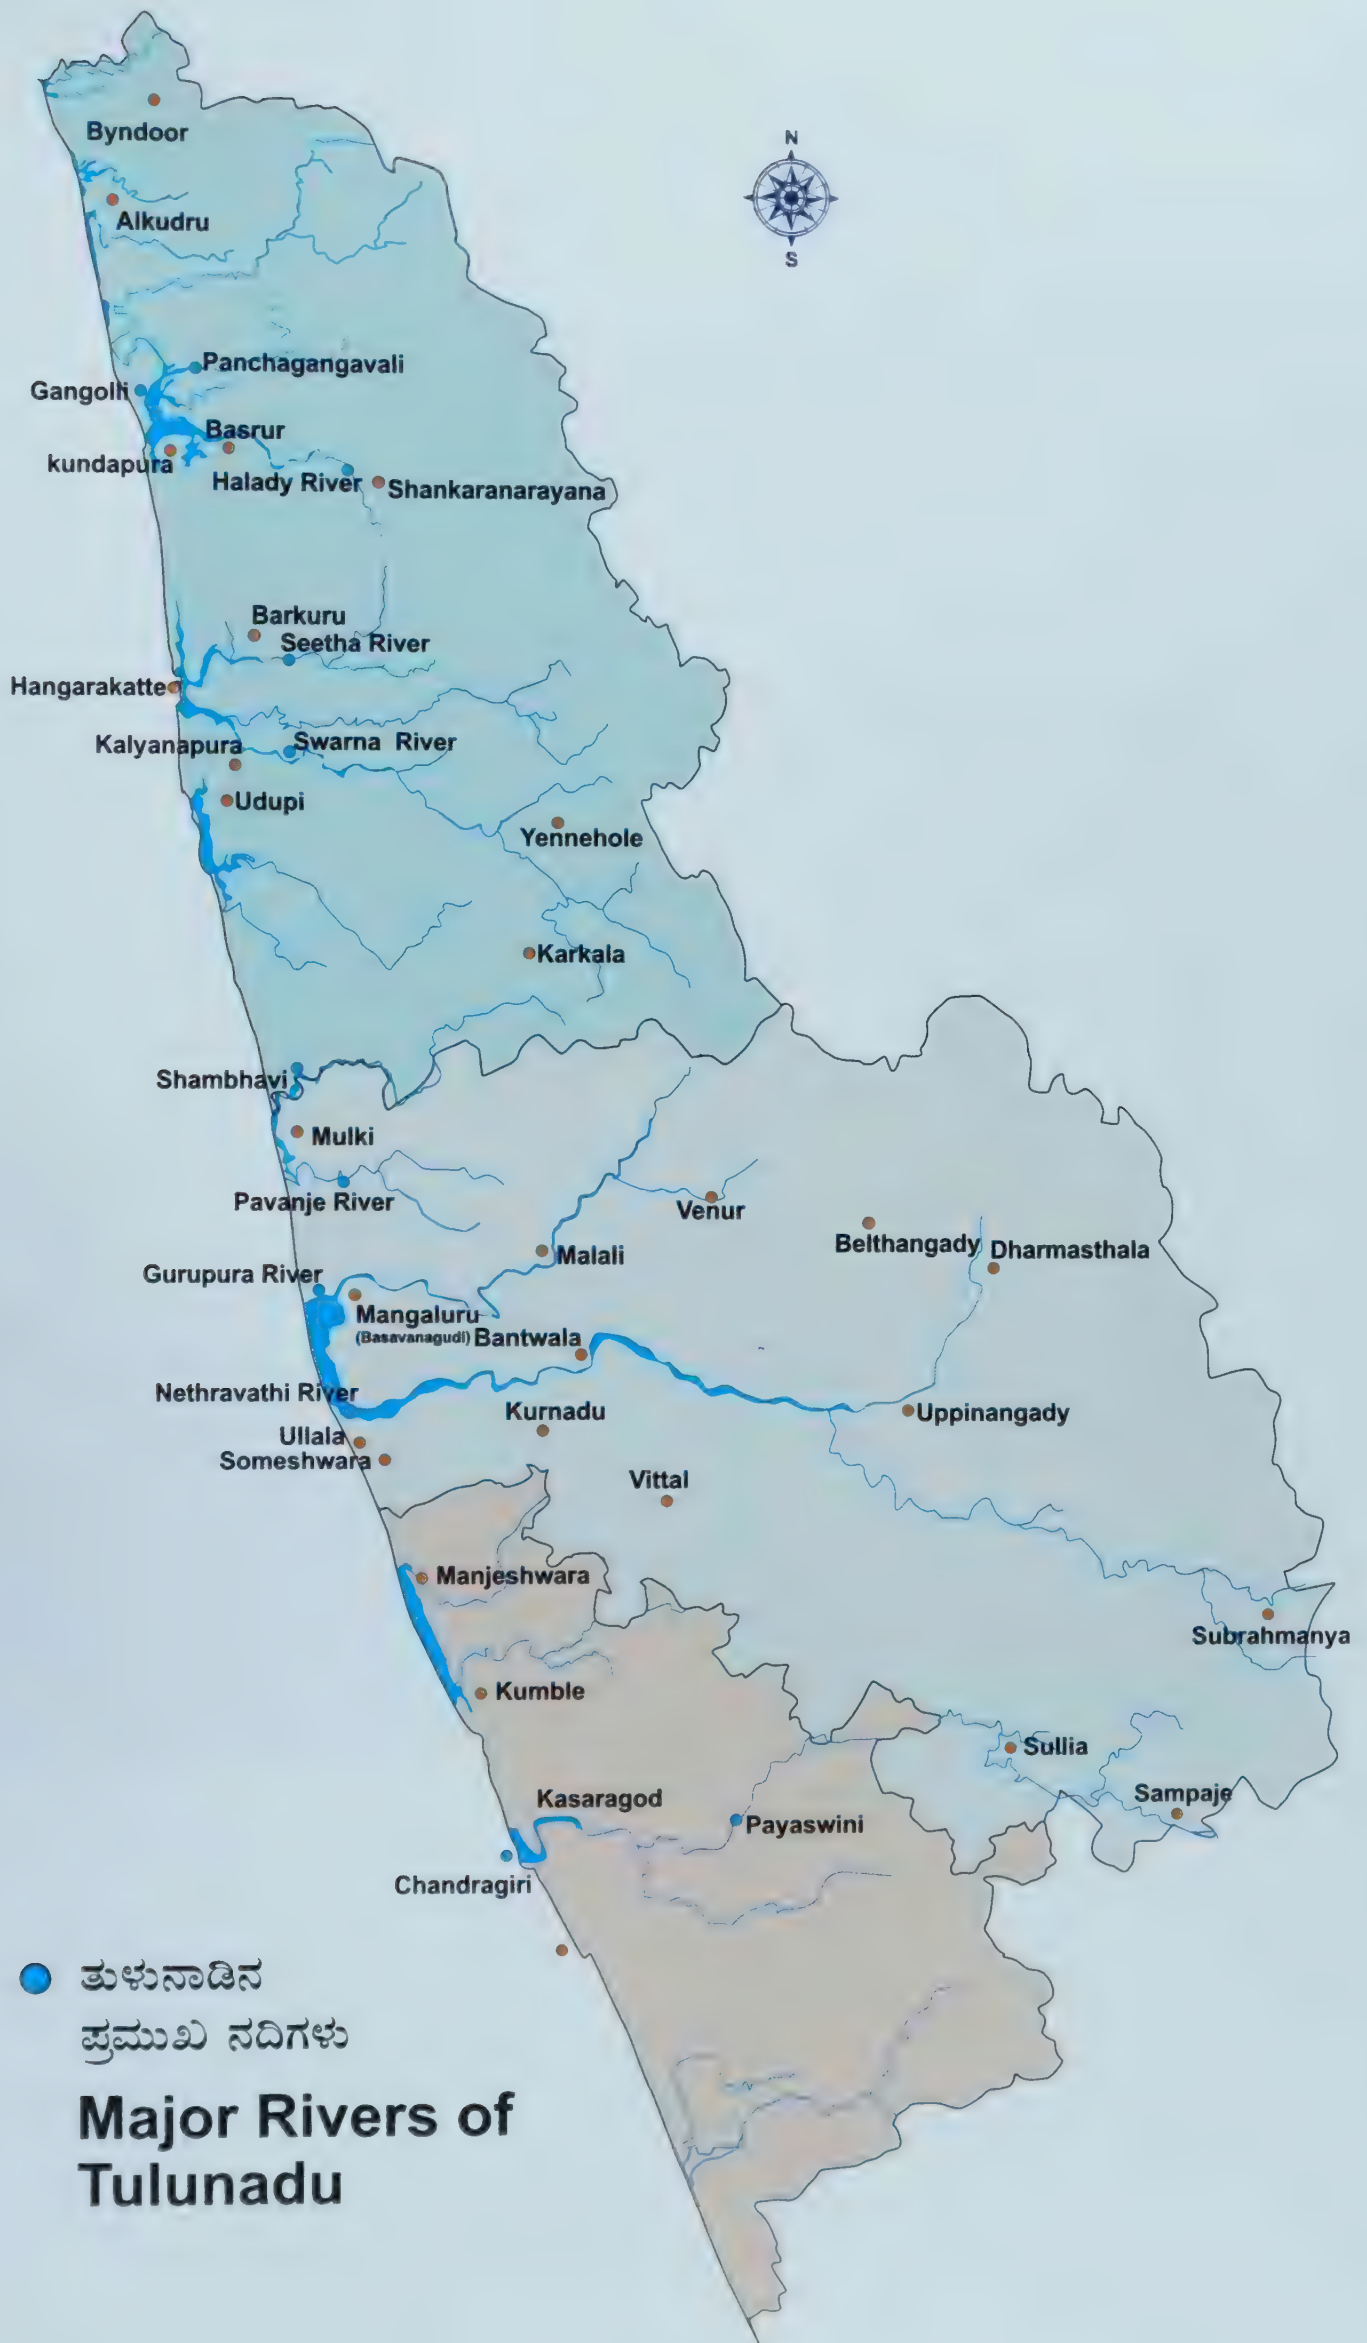 N
S
Byndoor
Alkudru
Panchagangavali
Gangolli
Basrur
kundapura
Halady River
Shankaranarayana
Barkuru
Seetha River
Hangarakatte
Kalyanapura
Swarna River
Udupi
Yennehole
Karkala
Shambhavi
Mulki
Pavanje River
Venur
Belthangady
Dharmasthala
Malali
Gurupura River
Mangaluru
(Basavanagudi)
Bantwala
Nethravathi River
Kurnadu
Uppinangady
Ullala
Someshwara
Vittal
Manjeshwara
Subrahmanya
Kumble
Sullia
Sampaje
Kasaragod
Payaswini
Chandragiri
ತುಳುನಾಡಿನ
ಪ್ರಮುಖ ನದಿಗಳು
Major Rivers of
Tulunadu